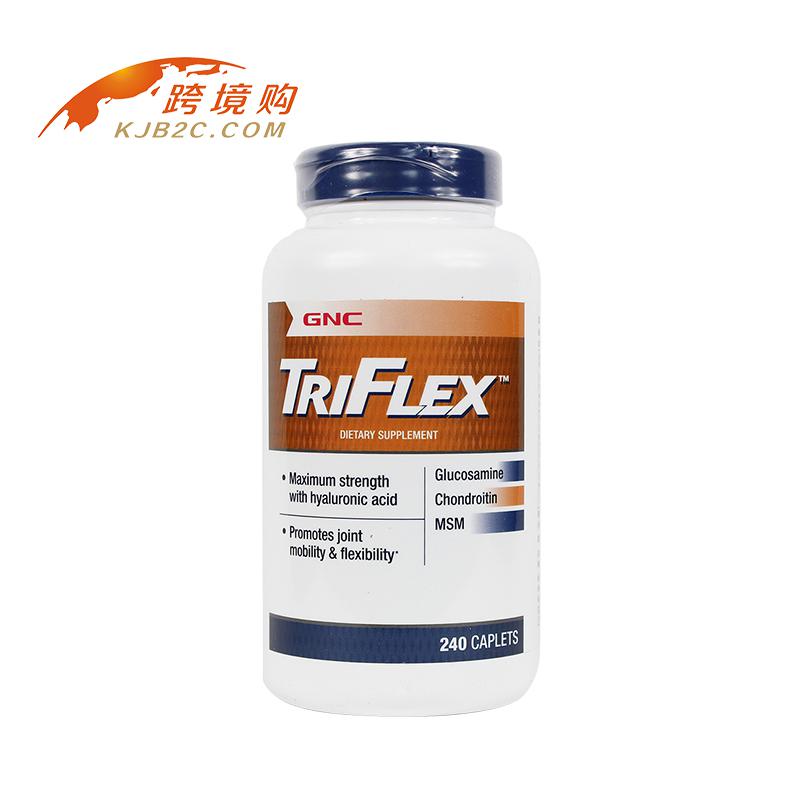 跨境购
KJB2C.COM
GNC
TRIFLEX™
DIETARY SUPPLEMENT
• Maximum strength
with hyaluronic acid
• Promotes joint
mobility & flexibility*
Glucosamine
Chondroitin
MSM
240 CAPLETS